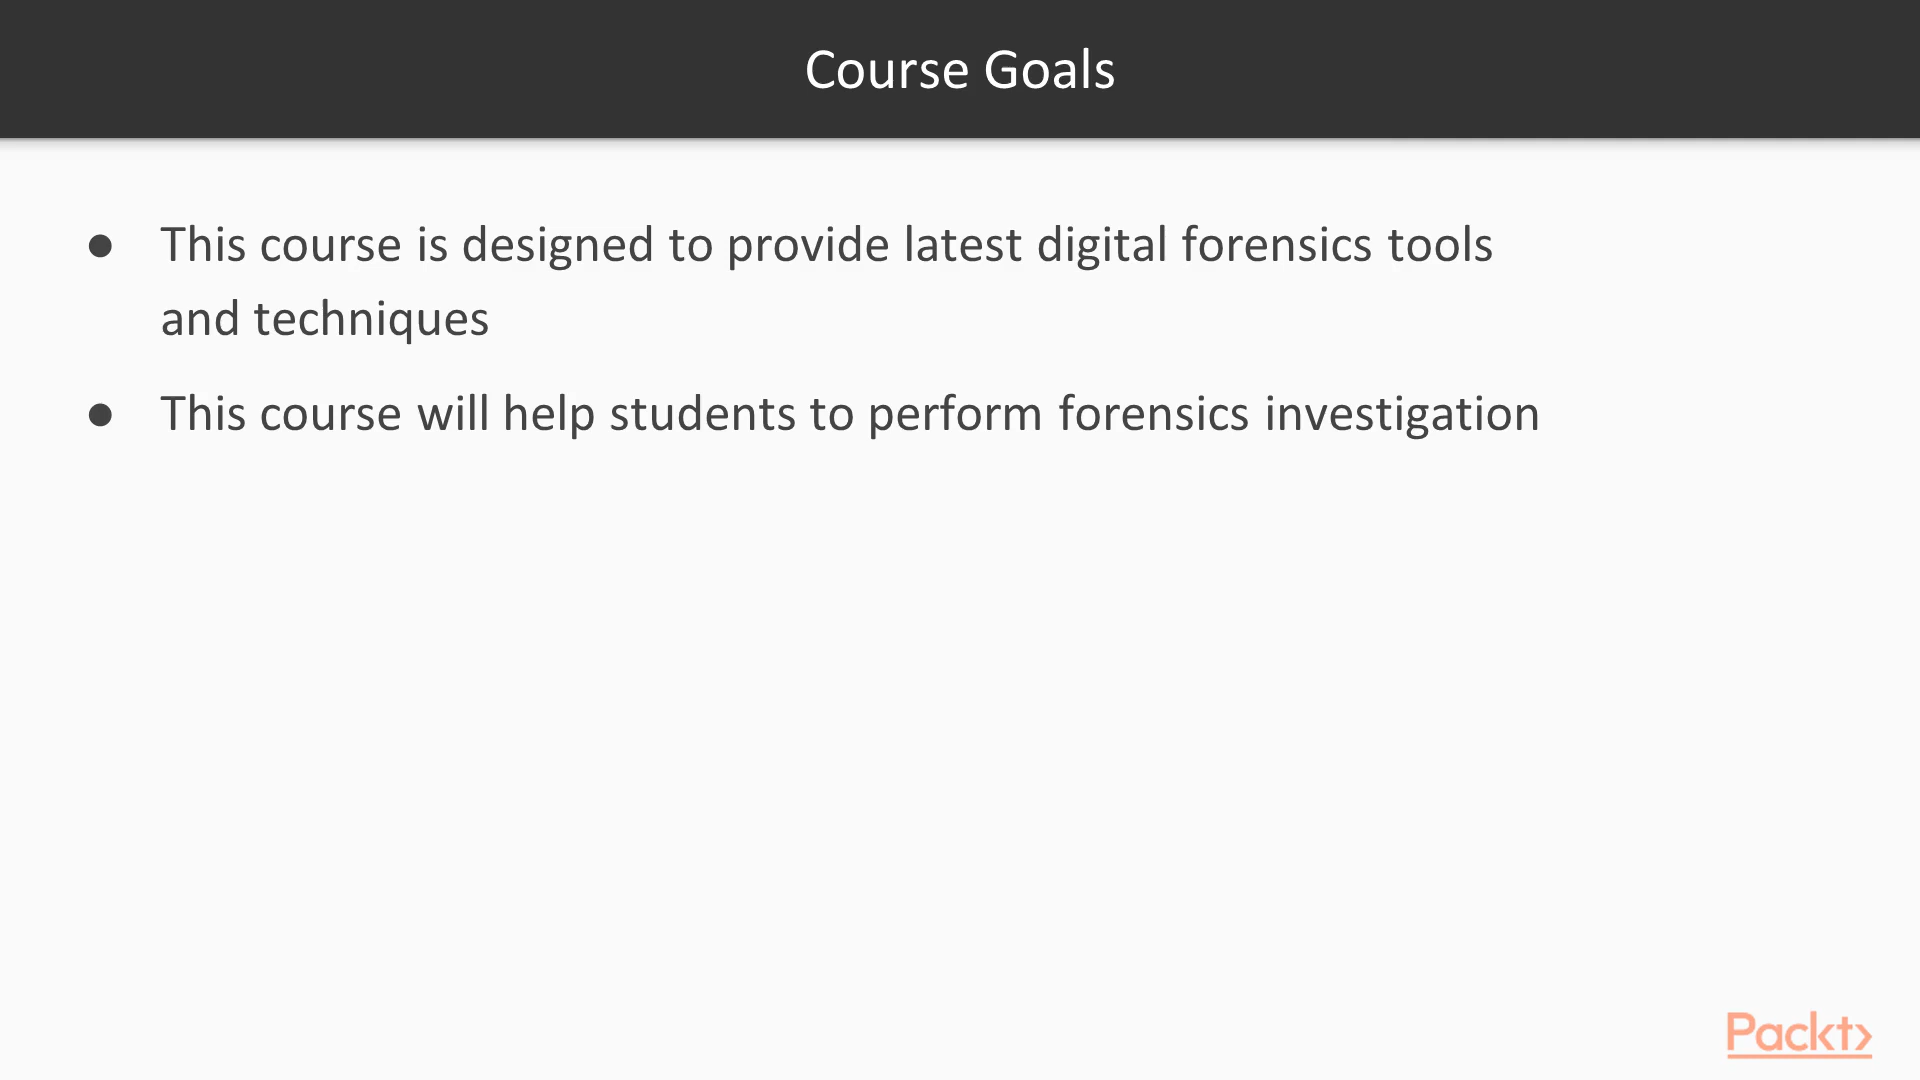 Course Goals
● This course is designed to provide latest digital forensics tools
and techniques
● This course will help students to perform forensics investigation
Packt>